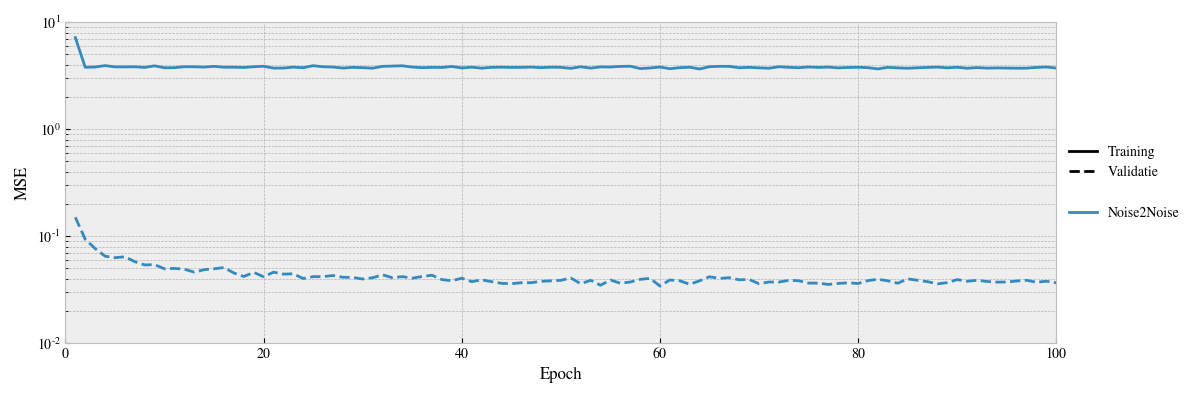 10^1
10^0
10^-1
10^-2
MSE
0 20 40 60 80 100
Epoch
Training
Validatie
Noise2Noise